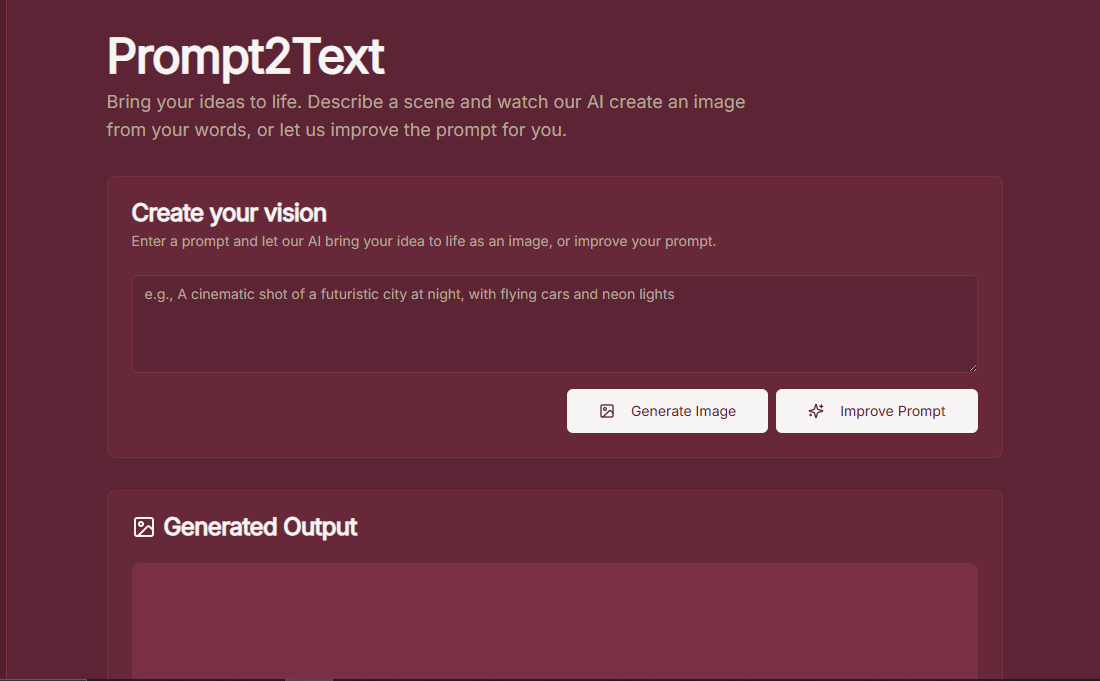 Prompt2Text
Bring your ideas to life. Describe a scene and watch our AI create an image
from your words, or let us improve the prompt for you.
Create your vision
Enter a prompt and let our AI bring your idea to life as an image, or improve your prompt.
e.g., A cinematic shot of a futuristic city at night, with flying cars and neon lights
Generate Image
Improve Prompt
Generated Output